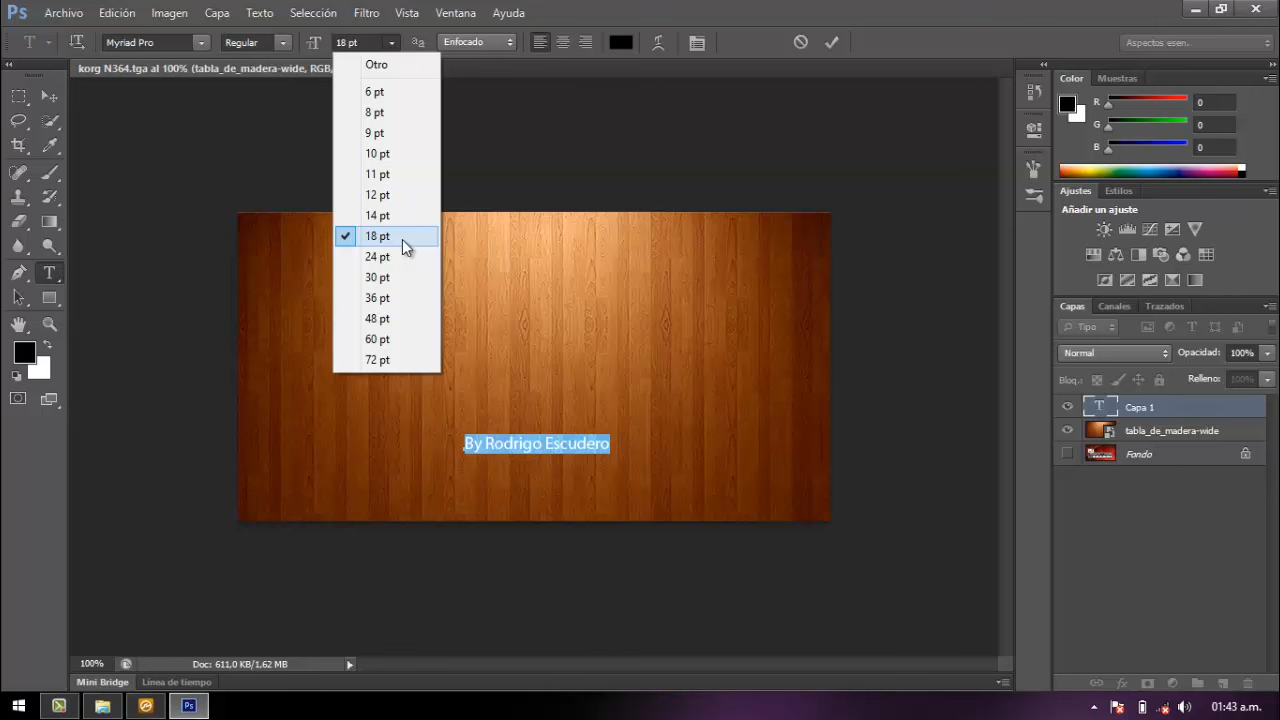 Ps Archivo Edición Imagen Capa Texto Selección Filtro Vista Ventana Ayuda
T Myriad Pro Regular 18 pt Enfocado Aspectos esen.
korg N364.tga al 100% (tabla_de_madera-wide, RGB,
Otro
6 pt
8 pt
9 pt
10 pt
11 pt
12 pt
14 pt
18 pt
24 pt
30 pt
36 pt
48 pt
60 pt
72 pt
By Rodrigo Escudero
Color Muestras
R 0
G 0
B 0
Ajustes Estilos
Añadir un ajuste
Capas Canales Trazados
Tipo
Normal Opacidad: 100%
Bloq.: Relleno: 100%
T Capa 1
tabla_de_madera-wide
Fondo
100% Doc: 611,0 KB/1,62 MB
Mini Bridge Línea de tiempo
Ps 01:43 a.m.